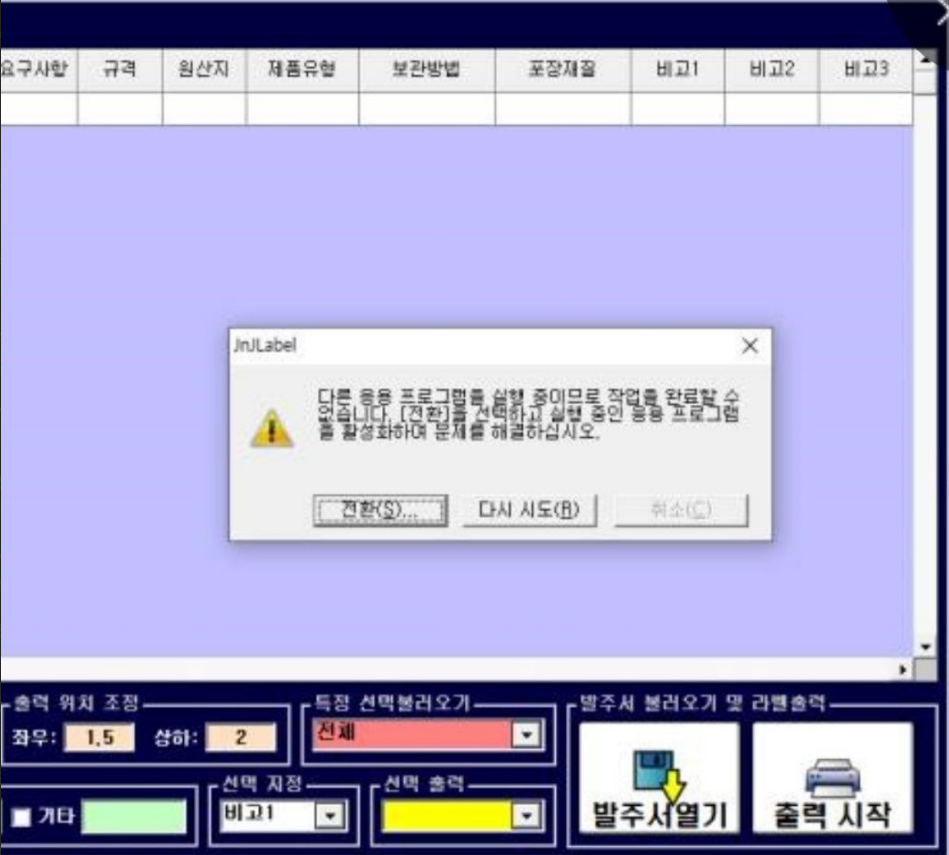 요구사항 규격 원산지 제품유형 보관방법 포장재질 비고1 비고2 비고3
JnJLabel
다른 응용 프로그램을 실행 중이므로 작업을 완료할 수
없습니다. [전환]을 선택하고 실행 중인 응용 프로그램
을 활성화하여 문제를 해결하십시오.
전환(S)... 다시 시도(R) 취소(C)
출력 위치 조정 특정 선택불러오기 발주서 불러오기 및 라벨출력
좌우: 1.5 상하: 2 전체
선택 지정 선택 출력
기타 비고1 발주서열기 출력 시작